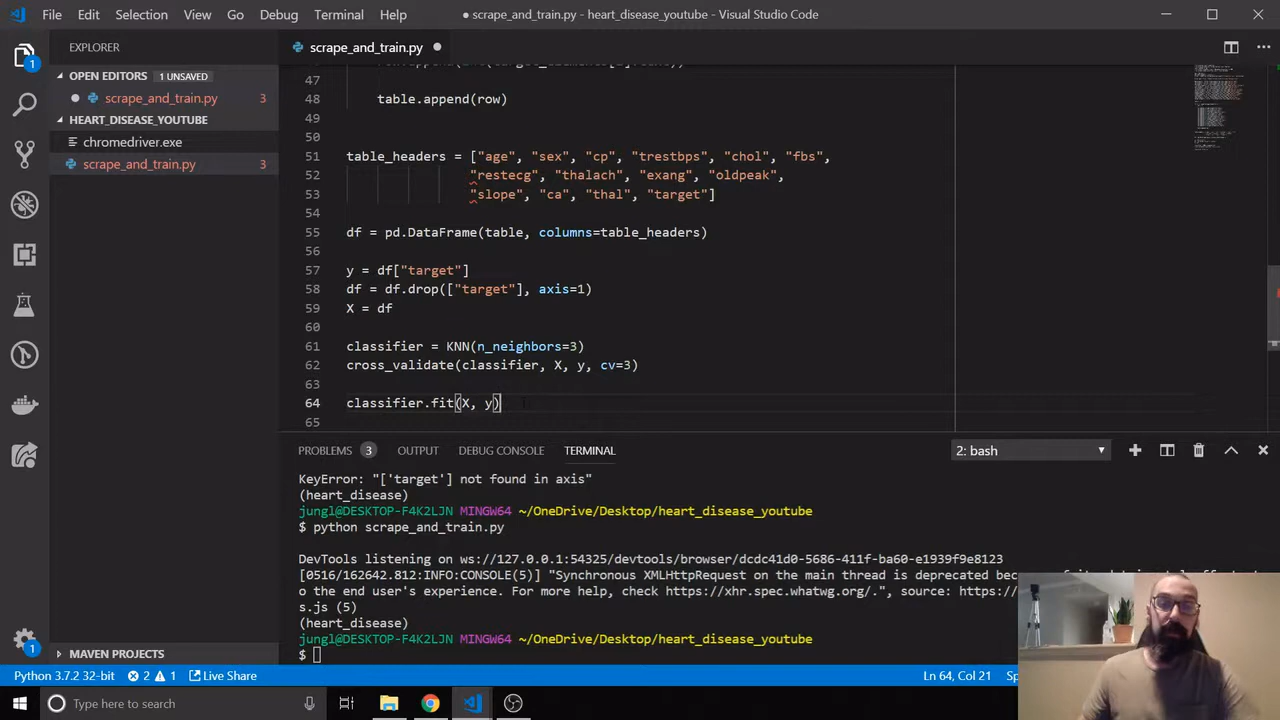 File Edit Selection View Go Debug Terminal Help
● scrape_and_train.py - heart_disease_youtube - Visual Studio Code
EXPLORER
scrape_and_train.py
OPEN EDITORS 1 UNSAVED
scrape_and_train.py 3
HEART_DISEASE_YOUTUBE
chromedriver.exe
scrape_and_train.py 3
1
1
47
48 table.append(row)
49
50
51 table_headers = ["age", "sex", "cp", "trestbps", "chol", "fbs",
52 "restecg", "thalach", "exang", "oldpeak",
53 "slope", "ca", "thal", "target"]
54
55 df = pd.DataFrame(table, columns=table_headers)
56
57 y = df["target"]
58 df = df.drop(["target"], axis=1)
59 X = df
60
61 classifier = KNN(n_neighbors=3)
62 cross_validate(classifier, X, y, cv=3)
63
64 classifier.fit(X, y)
65
PROBLEMS 3 OUTPUT DEBUG CONSOLE TERMINAL 2: bash
KeyError: "['target'] not found in axis"
(heart_disease)
jungl@DESKTOP-F4K2LJN MINGW64 ~/OneDrive/Desktop/heart_disease_youtube
$ python scrape_and_train.py
DevTools listening on ws://127.0.0.1:54325/devtools/browser/dcdc41d0-5686-411f-ba60-e1939f9e8123
[0516/162642.812:INFO:CONSOLE(5)] "Synchronous XMLHttpRequest on the main thread is deprecated
o the end user's experience. For more help, check https://xhr.spec.whatwg.org/.", source: https:/
s.js (5)
(heart_disease)
jungl@DESKTOP-F4K2LJN MINGW64 ~/OneDrive/Desktop/heart_disease_youtube
$
MAVEN PROJECTS
Python 3.7.2 32-bit 2 1 Live Share Ln 64, Col 21
Type here to search